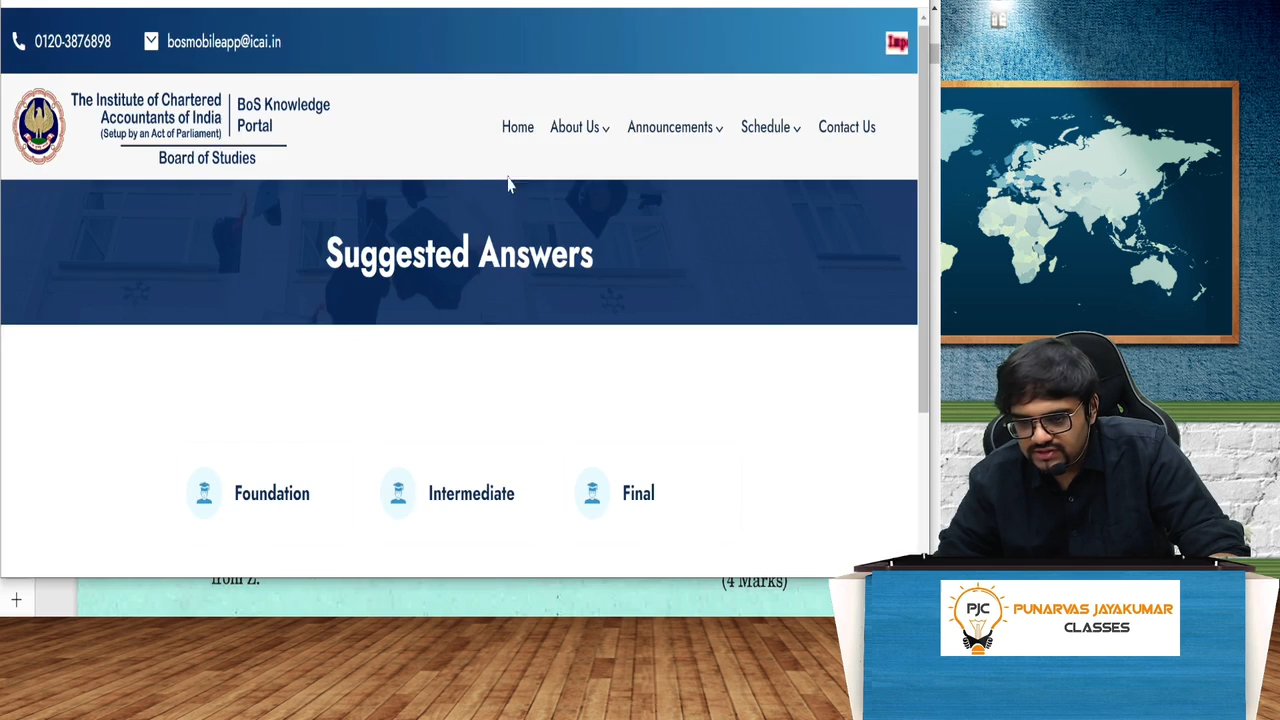 0120-3876898
bosmobileapp@icai.in
Imp
The Institute of Chartered
Accountants of India
(Setup by an Act of Parliament)
Board of Studies
BoS Knowledge
Portal
Home
About Us
Announcements
Schedule
Contact Us
Suggested Answers
Foundation
Intermediate
Final
from Z.
(4 Marks)
PJC
PUNARVAS JAYAKUMAR
CLASSES